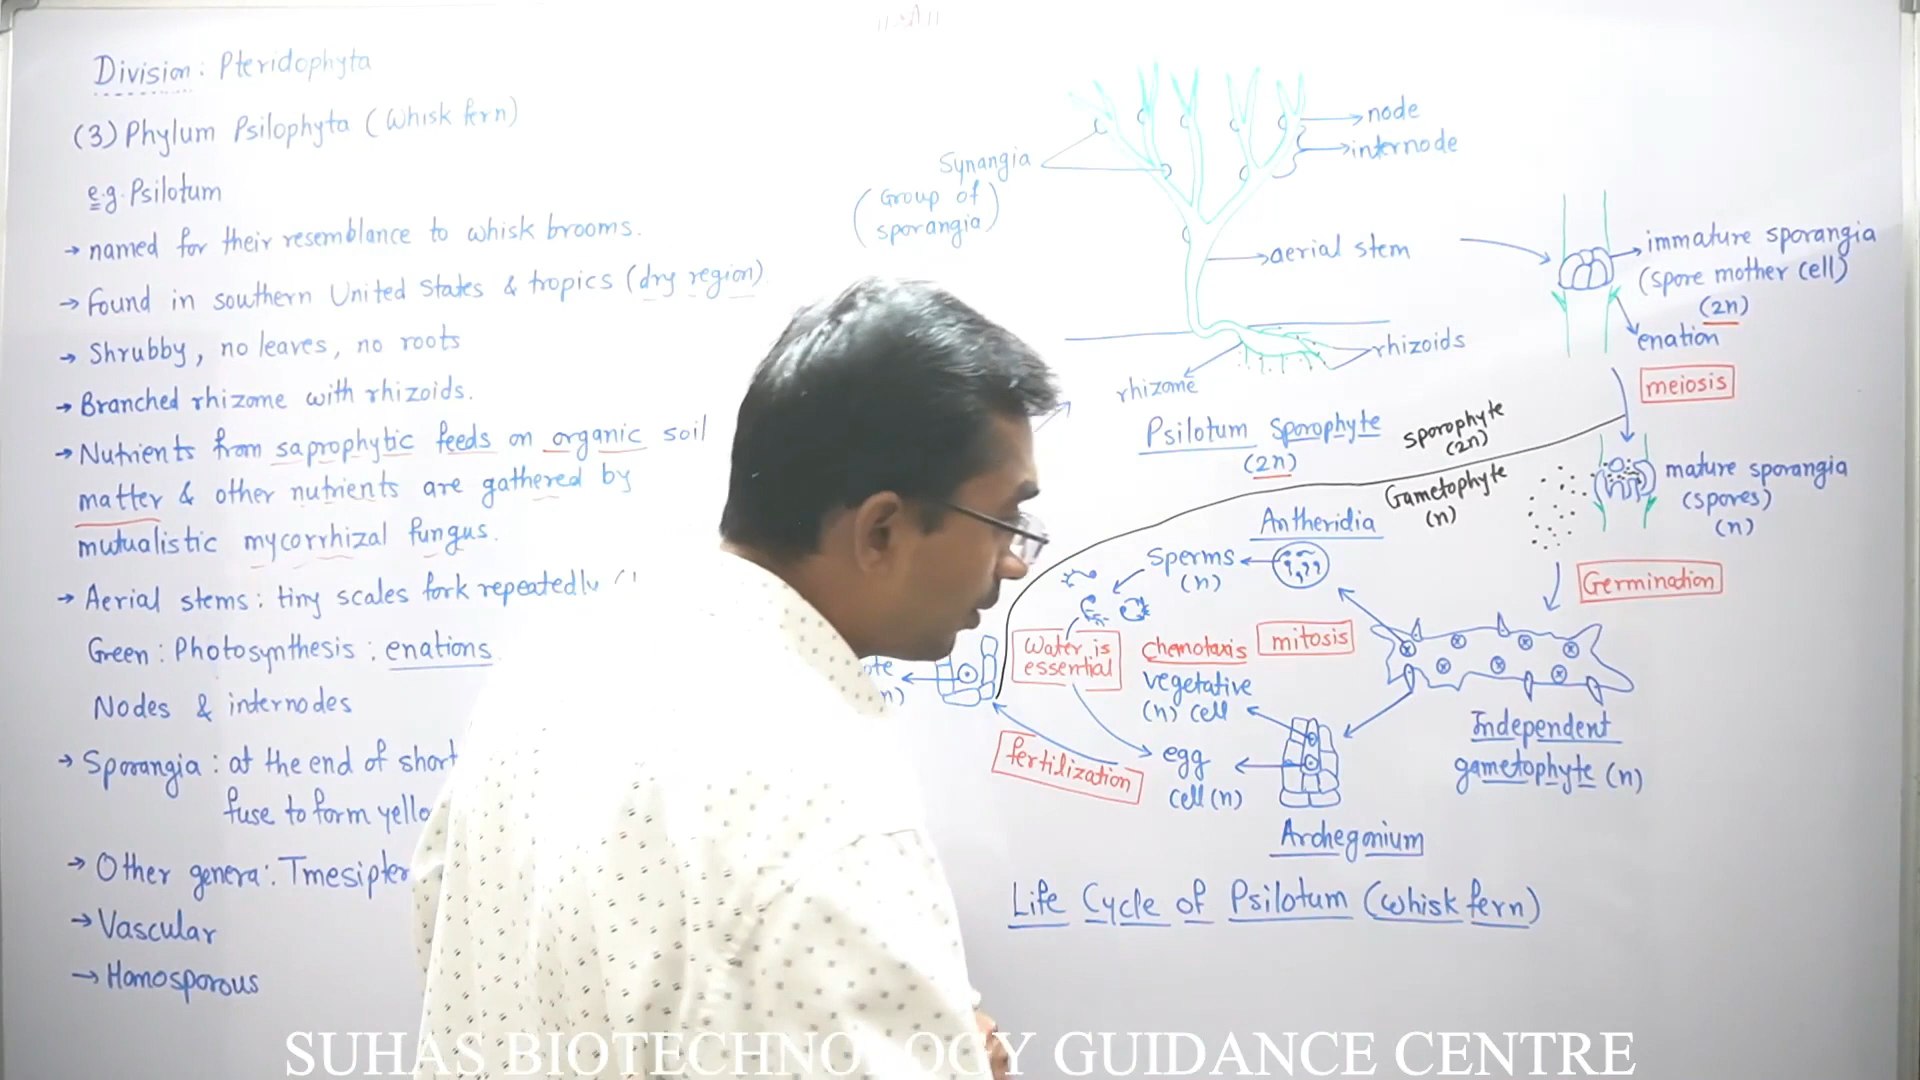 Division: Pteridophyta
(3) Phylum Psilophyta (Whisk fern)
e.g. Psilotum
→ named for their resemblance to whisk brooms.
→ Found in southern United States & tropics (dry region)
→ Shrubby, no leaves, no roots
→ Branched rhizome with rhizoids.
→ Nutrients from saprophytic feeds on organic soil
matter & other nutrients are gathered by
mutualistic mycorrhizal fungus.
→ Aerial stems: tiny scales fork repeatedly
Green: Photosynthesis: enations
Nodes & internodes
→ Sporangia: at the end of short
fuse to form
→ Other genera:
→ Vascular
→ Homosporous
Synangia
(Group of
sporangia)
→ node
→ internode
→ aerial stem
rhizoids
rhizome
Psilotum Sporophyte
(2n)
immature sporangia
(spore mother cell)
(2n)
enation
meiosis
Sporophyte
(2n)
Gametophyte
(n)
mature sporangia
(spores)
(n)
Germination
Antheridia
Sperms
(n)
Water is
essential
chemotaxis
mitosis
vegetative
(n) cell
egg
cell (n)
fertilization
Archegonium
Independent
gametophyte (n)
Life Cycle of Psilotum (whisk fern)
SUHAS BIOTECHNOLOGY GUIDANCE CENTRE